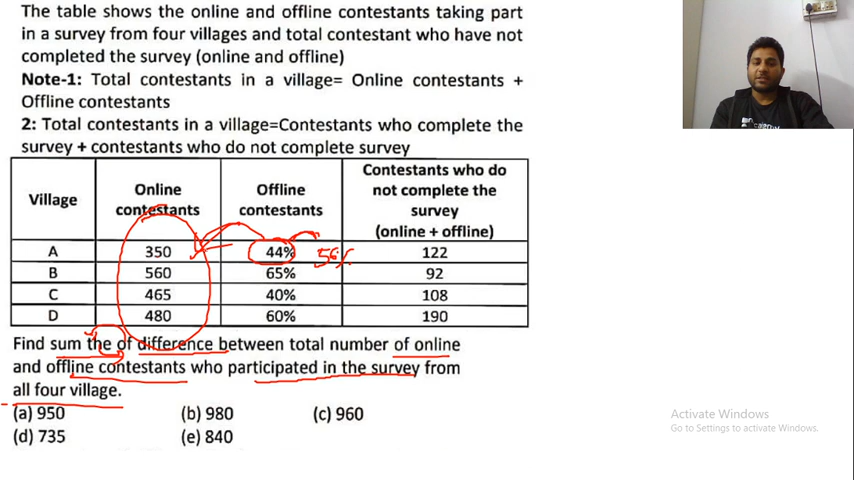 The table shows the online and offline contestants taking part
in a survey from four villages and total contestant who have not
completed the survey (online and offline)
Note-1: Total contestants in a village= Online contestants +
Offline contestants
2: Total contestants in a village=Contestants who complete the
survey + contestants who do not complete survey
Village Online contestants Offline contestants Contestants who do not complete the survey (online + offline)
A 350 44% 56% 122
B 560 65% 92
C 465 40% 108
D 480 60% 190
Find sum the of difference between total number of online
and offline contestants who participated in the survey from
all four village.
(a) 950 (b) 980 (c) 960
(d) 735 (e) 840
Activate Windows
Go to Settings to activate Windows.